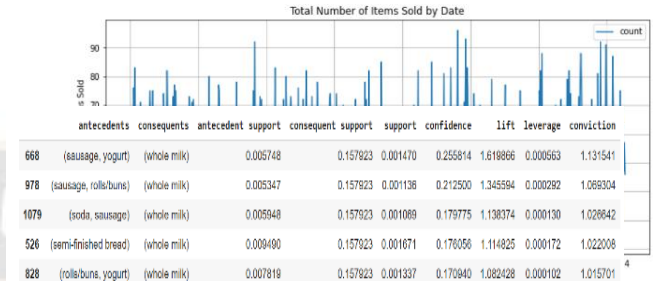 Total Number of Items Sold by Date
count
90
80
70
s Sold
antecedents consequents antecedent support consequent support support confidence lift leverage conviction
668 (sausage, yogurt) (whole milk) 0.005748 0.157923 0.001470 0.255814 1.619866 0.000563 1.131541
978 (sausage, rolls/buns) (whole milk) 0.005347 0.157923 0.001136 0.212500 1.345594 0.000292 1.069304
1079 (soda, sausage) (whole milk) 0.005948 0.157923 0.001069 0.179775 1.138374 0.000130 1.026642
526 (semi-finished bread) (whole milk) 0.009490 0.157923 0.001671 0.176056 1.114825 0.000172 1.022008
828 (rolls/buns, yogurt) (whole milk) 0.007819 0.157923 0.001337 0.170940 1.082428 0.000102 1.015701
4